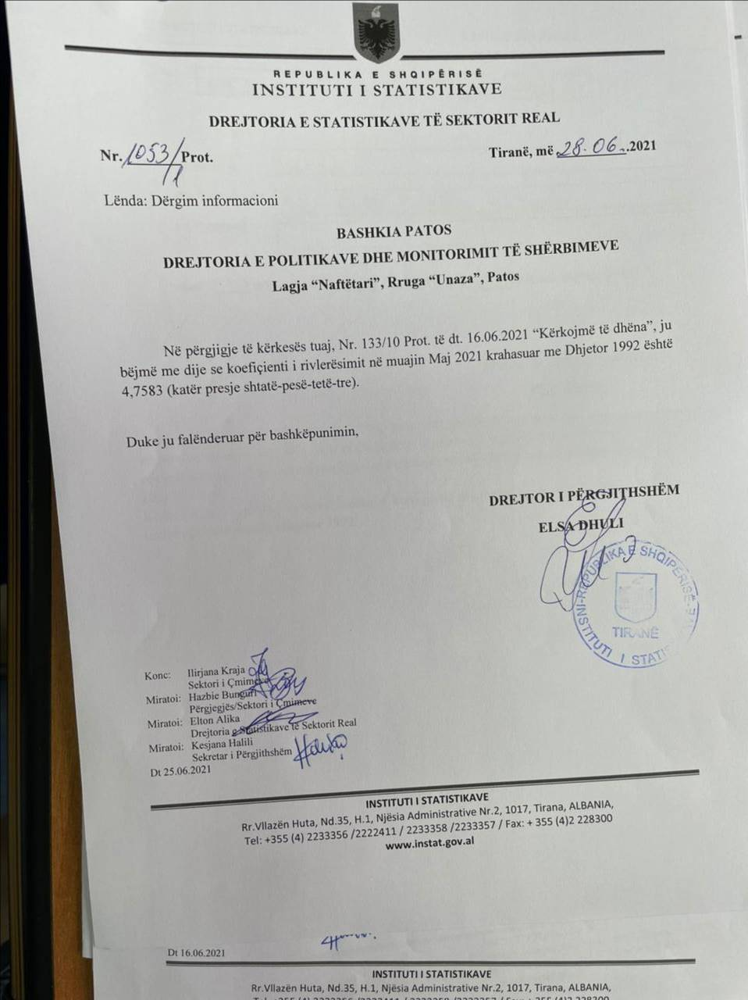 REPUBLIKA E SHQIPËRISË
INSTITUTI I STATISTIKAVE
DREJTORIA E STATISTIKAVE TË SEKTORIT REAL
Nr. 1053/1 Prot.
Tiranë, më 28.06.2021
Lënda: Dërgim informacioni
BASHKIA PATOS
DREJTORIA E POLITIKAVE DHE MONITORIMIT TË SHËRBIMEVE
Lagja “Naftëtari”, Rruga “Unaza”, Patos
Në përgjigje të kërkesës tuaj, Nr. 133/10 Prot. të dt. 16.06.2021 “Kërkojmë të dhëna”, ju
bëjmë me dije se koefiçienti i rivlerësimit në muajin Maj 2021 krahasuar me Dhjetor 1992 është
4,7583 (katër presje shtatë-pesë-tetë-tre).
Duke ju falënderuar për bashkëpunimin,
DREJTOR I PËRGJITHSHËM
ELSA DHULI
REPUBLIKA E SHQIPËRISË
INSTITUTI I STATI
TIRANË
Konc: Ilirjana Kraja
Sektori i Çmimeve
Miratoi: Hazbie Bunguri
Përgjegjës/Sektori i Çmimeve
Miratoi: Elton Alika
Drejtoria e Statistikave të Sektorit Real
Miratoi: Kesjana Halili
Sekretar i Përgjithshëm
Dt 25.06.2021
INSTITUTI I STATISTIKAVE
Rr.Vllazën Huta, Nd.35, H.1, Njësia Administrative Nr.2, 1017, Tirana, ALBANIA,
Tel: +355 (4) 2233356 /2222411 / 2233358 /2233357 / Fax: + 355 (4)2 228300
www.instat.gov.al
Dt 16.06.2021
INSTITUTI I STATISTIKAVE
Rr.Vllazën Huta, Nd.35, H.1, Njësia Administrative Nr.2, 1017, Tirana, ALBANIA,